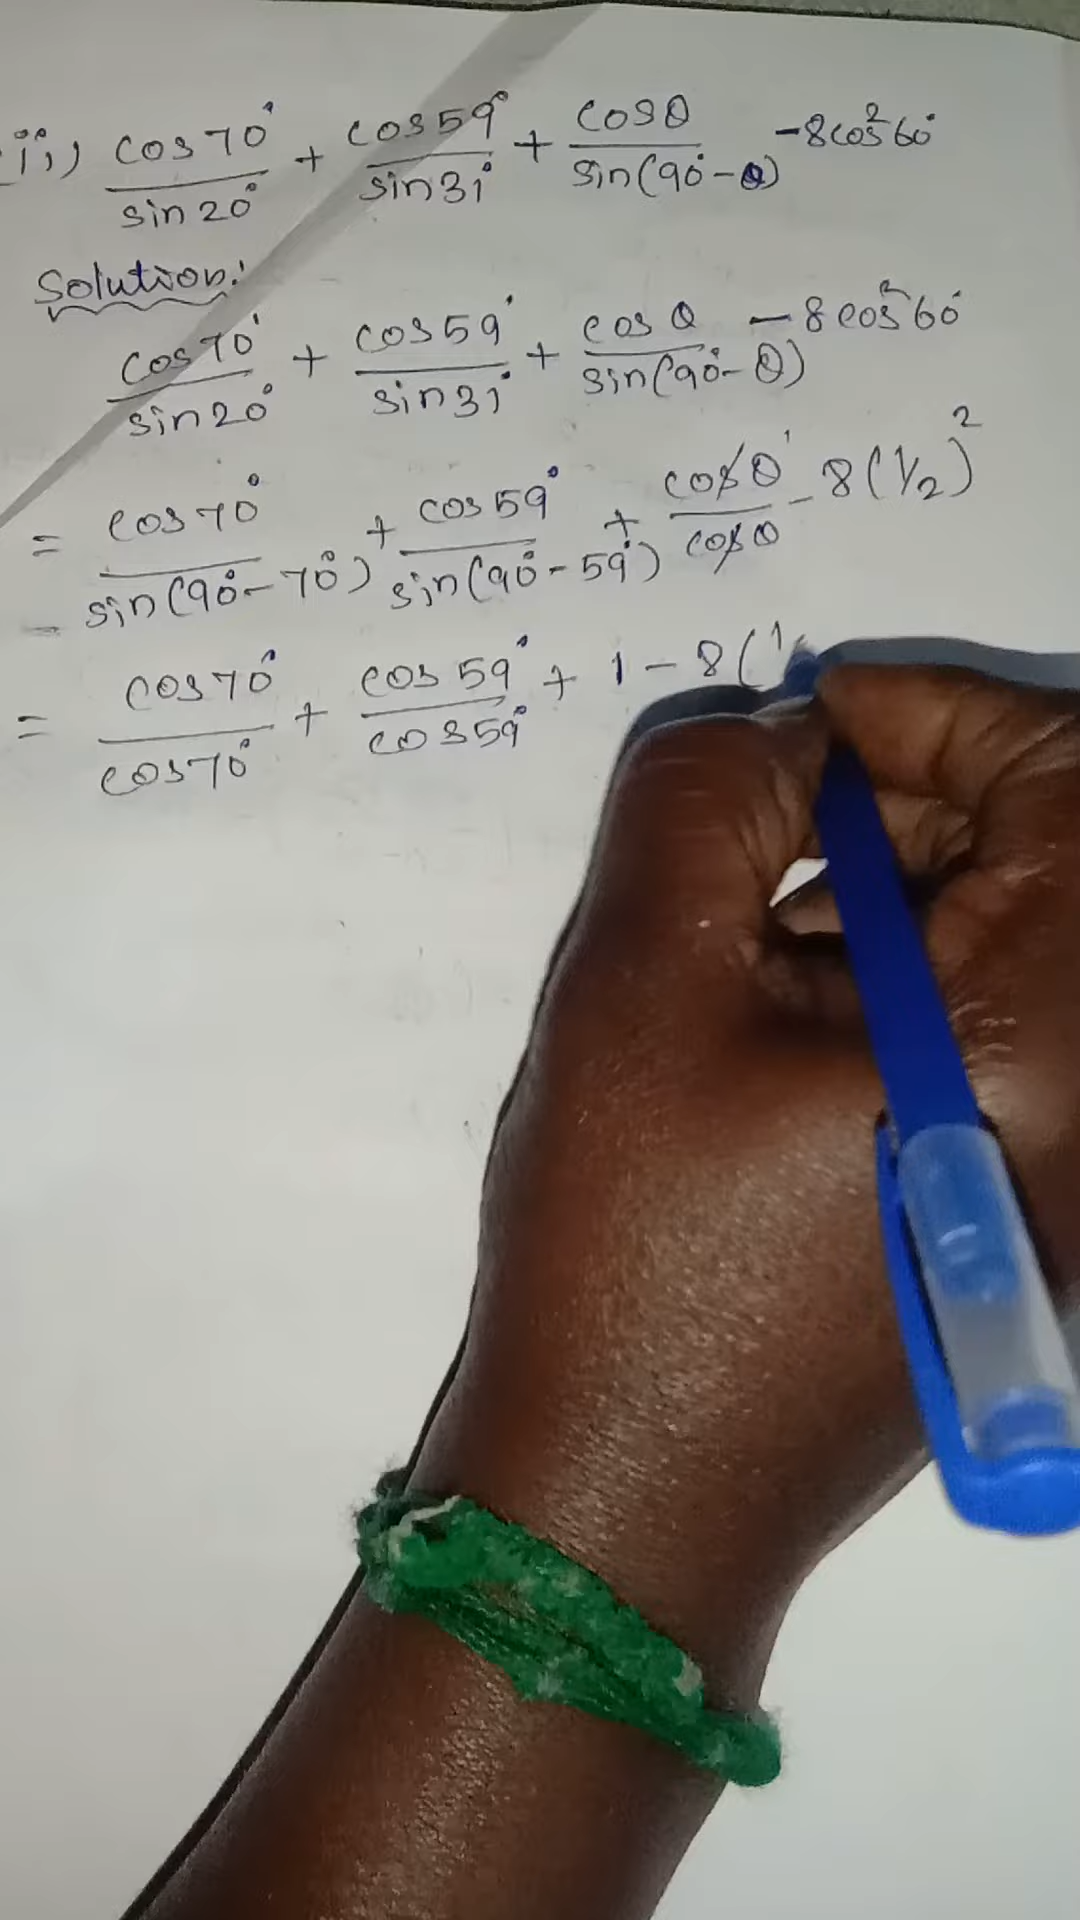 ii) cos70°/sin20° + cos59°/sin31° + cosθ/sin(90°-θ) -8cos²60°
Solution:
cos70°/sin20° + cos59°/sin31° + cosθ/sin(90°-θ) -8cos²60°
= cos70°/sin(90°-70°) + cos59°/sin(90°-59°) + cosθ/cosθ 1 -8(1/2)²
= cos70°/cos70° + cos59°/cos59° + 1 - 8(1